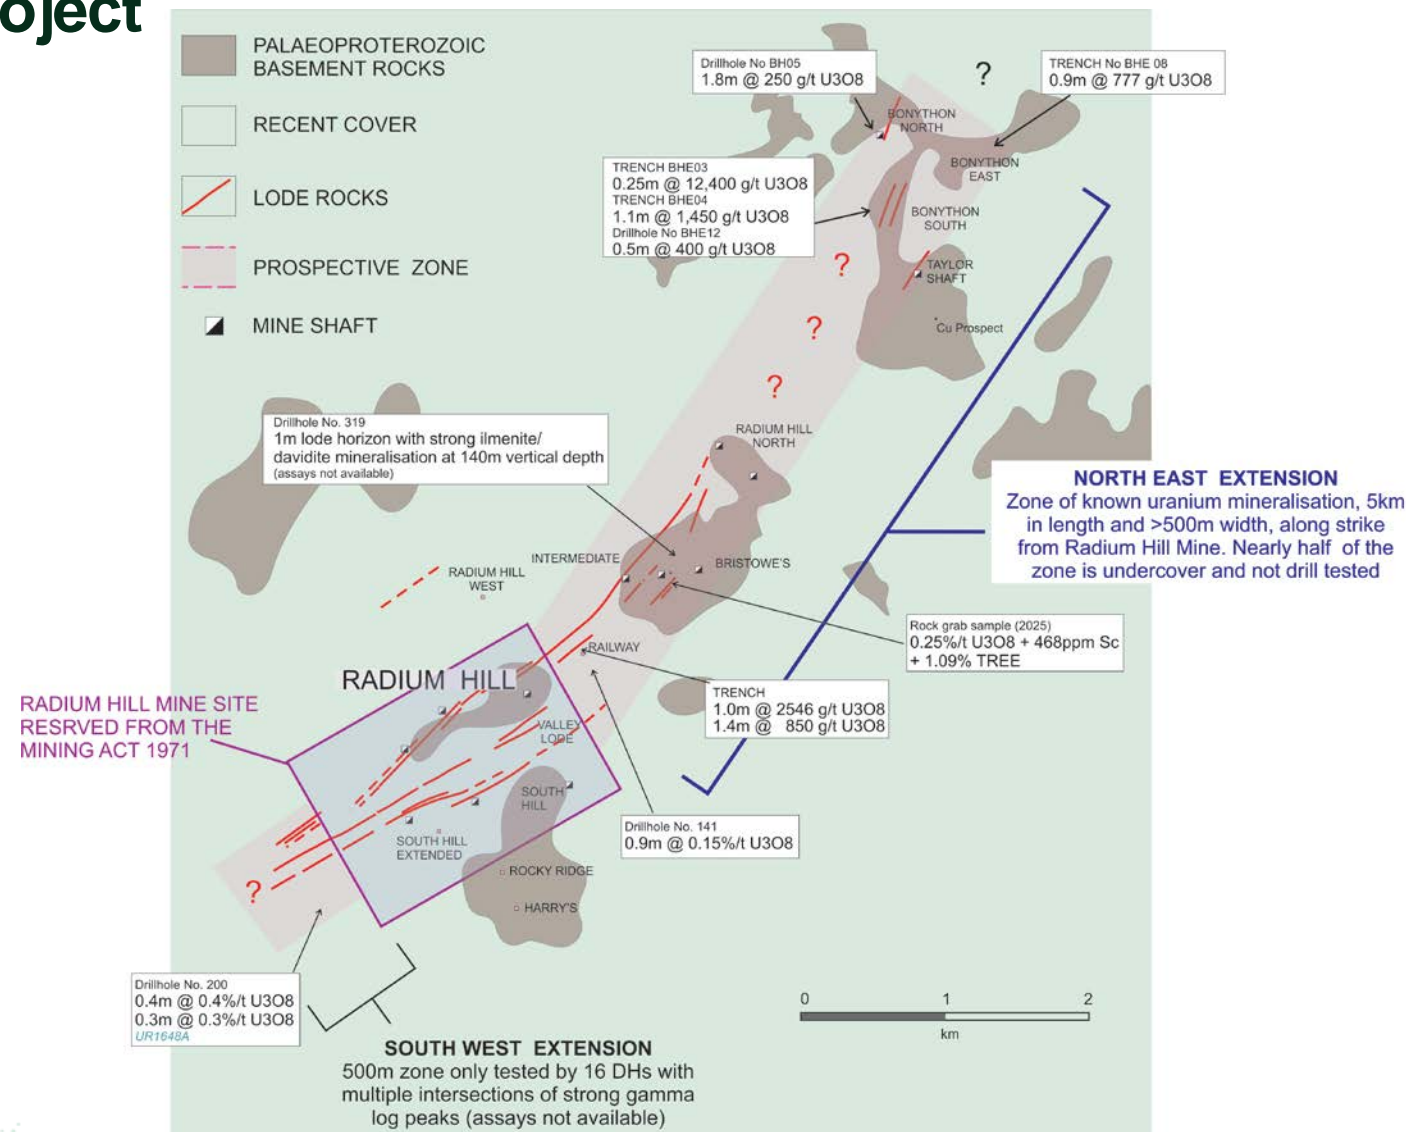 oject
PALAEOPROTEROZOIC
BASEMENT ROCKS
RECENT COVER
LODE ROCKS
PROSPECTIVE ZONE
MINE SHAFT
Drillhole No BH05
1.8m @ 250 g/t U3O8
?
TRENCH No BHE 08
0.9m @ 777 g/t U3O8
BONYTHON
NORTH
BONYTHON
EAST
TRENCH BHE03
0.25m @ 12,400 g/t U3O8
TRENCH BHE04
1.1m @ 1,450 g/t U3O8
Drillhole No BHE12
0.5m @ 400 g/t U3O8
BONYTHON
SOUTH
TAYLOR
SHAFT
?
?
Cu Prospect
?
Drillhole No. 319
1m lode horizon with strong ilmenite/
davidite mineralisation at 140m vertical depth
(assays not available)
RADIUM HILL
NORTH
NORTH EAST EXTENSION
Zone of known uranium mineralisation, 5km
in length and >500m width, along strike
from Radium Hill Mine. Nearly half of the
zone is undercover and not drill tested
INTERMEDIATE
BRISTOWE'S
RADIUM HILL
WEST
Rock grab sample (2025)
0.25%/t U3O8 + 468ppm Sc
+ 1.09% TREE
RAILWAY
RADIUM HILL
RADIUM HILL MINE SITE
RESRVED FROM THE
MINING ACT 1971
TRENCH
1.0m @ 2546 g/t U3O8
1.4m @ 850 g/t U3O8
VALLEY
LODE
SOUTH
HILL
Drillhole No. 141
0.9m @ 0.15%/t U3O8
SOUTH HILL
EXTENDED
ROCKY RIDGE
HARRY'S
?
Drillhole No. 200
0.4m @ 0.4%/t U3O8
0.3m @ 0.3%/t U3O8
UR1648A
0 1 2
km
SOUTH WEST EXTENSION
500m zone only tested by 16 DHs with
multiple intersections of strong gamma
log peaks (assays not available)